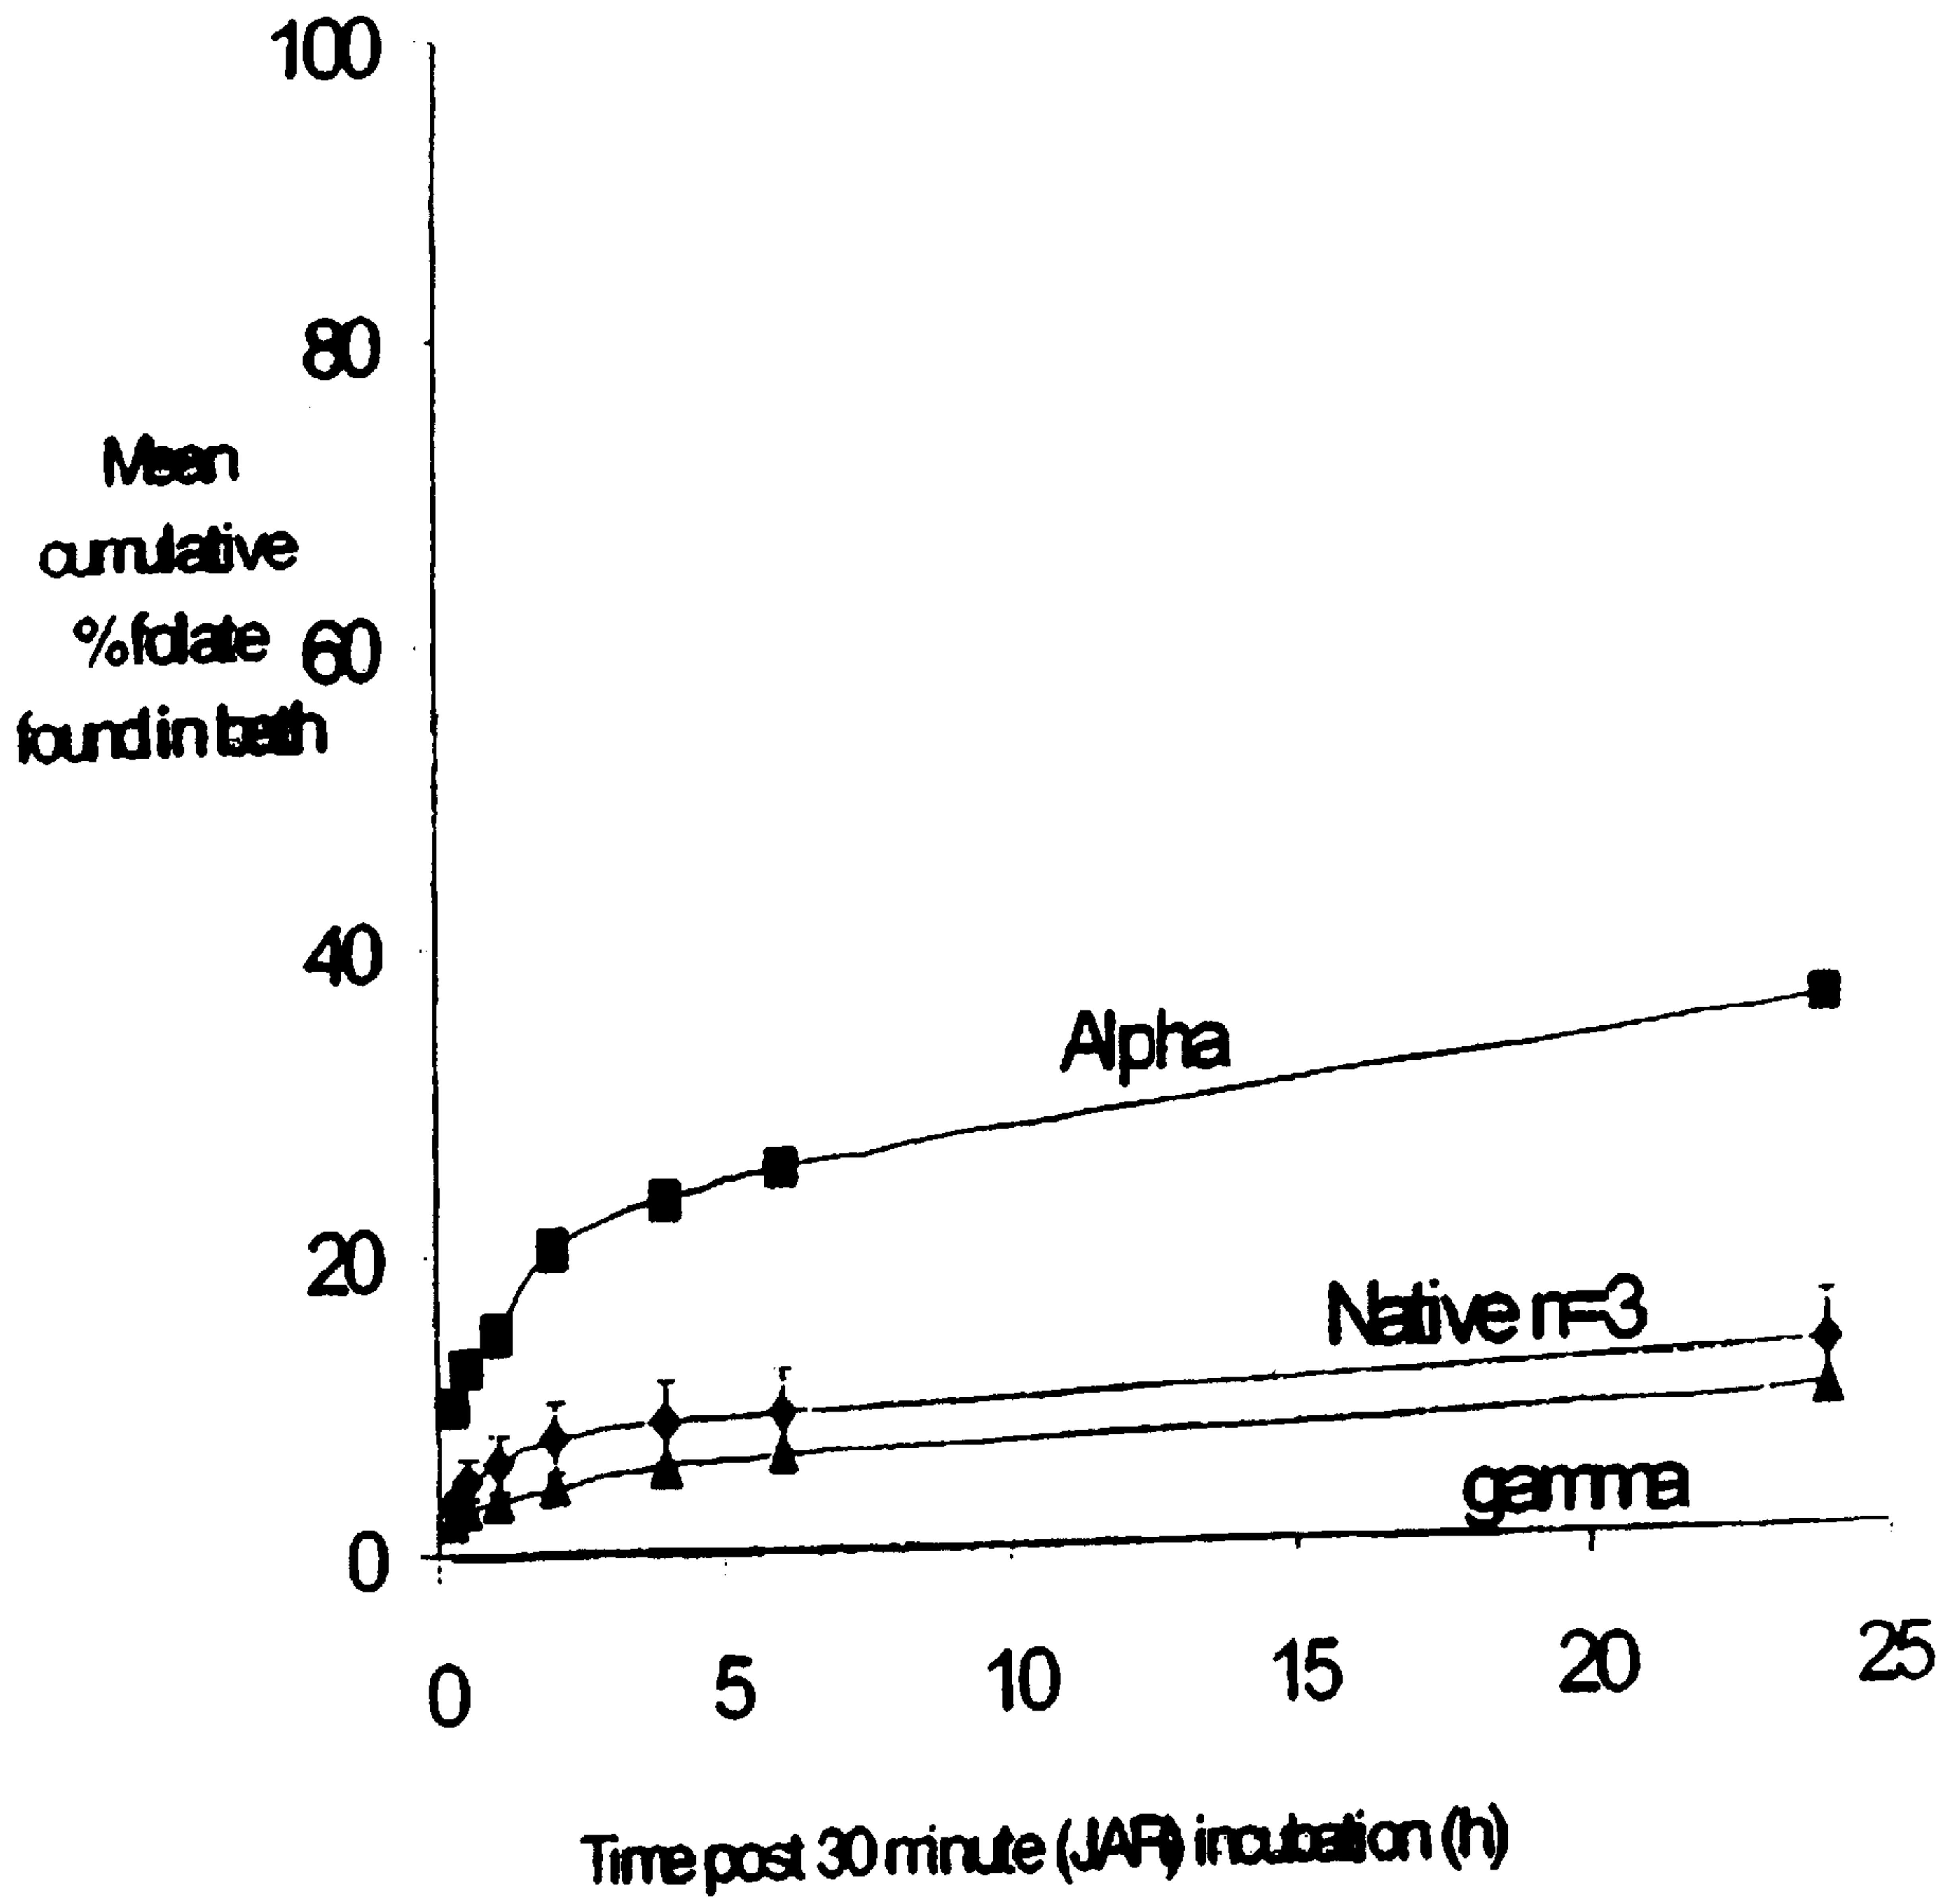 100
80
Mean
cumulative
% folate
found in bath
60
40
Alpha
20
Native n=3
gamma
0
0 5 10 15 20 25
Time post 30 minute (JAR) incubation (h)